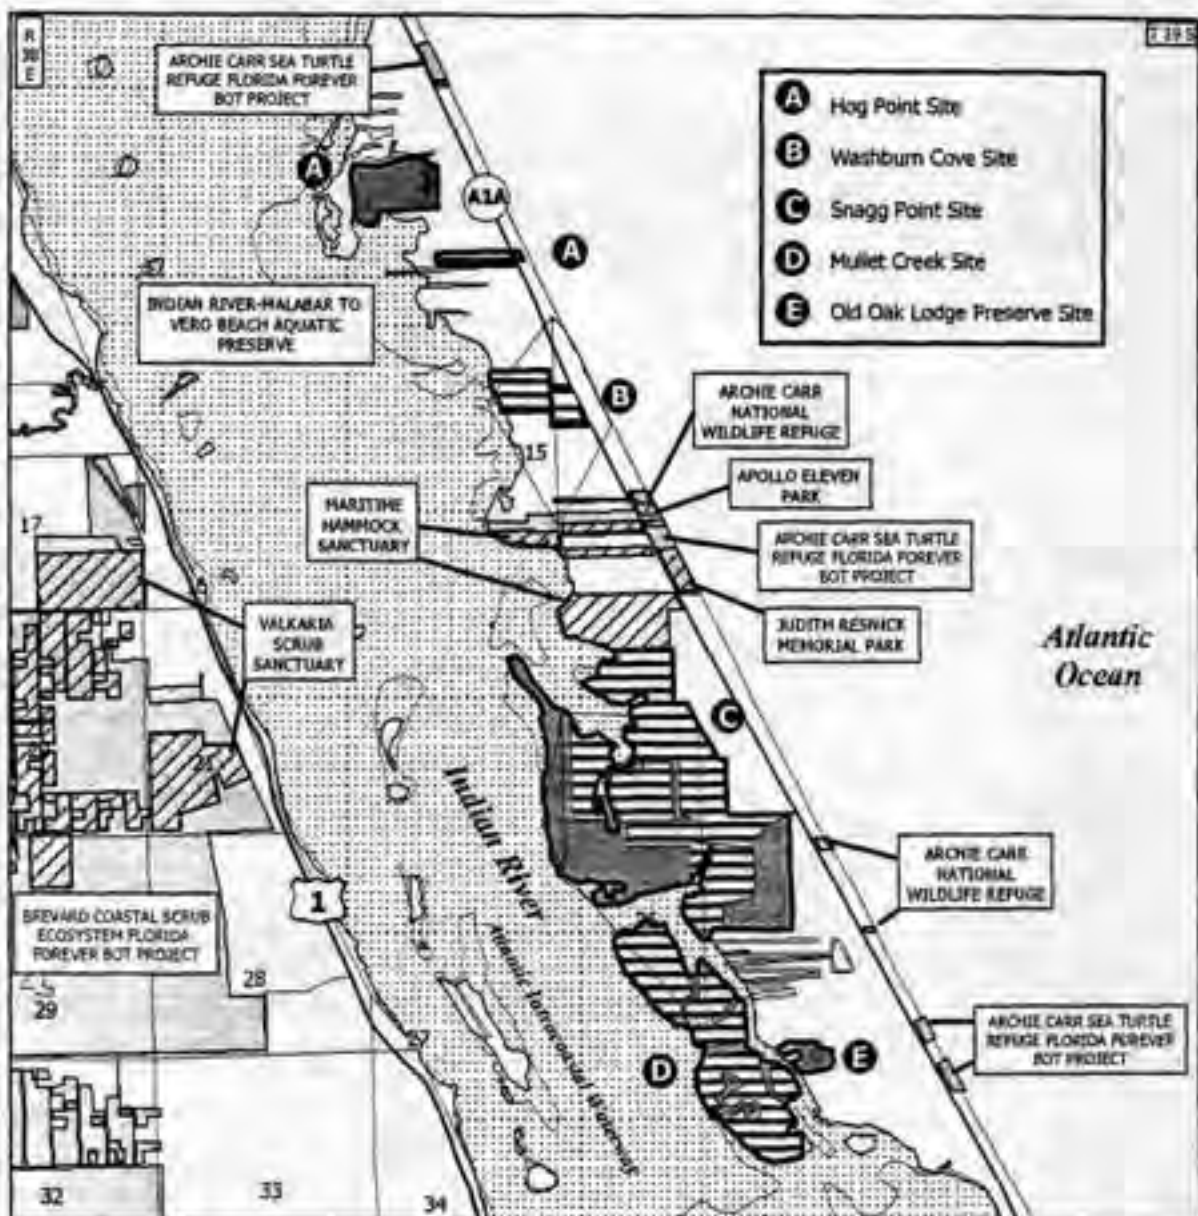 R
30
E
ARCHIE CARR SEA TURTLE
REFUGE FLORIDA FOREVER
BOT PROJECT
A
Hog Point Site
B
Washburn Cove Site
C
Snagg Point Site
D
Mullet Creek Site
E
Old Oak Lodge Preserve Site
A
A1A
A
INDIAN RIVER-MALABAR TO
VERO BEACH AQUATIC
PRESERVE
B
ARCHIE CARR
NATIONAL
WILDLIFE REFUGE
15
APOLLO ELEVEN
PARK
MARITIME
HAMMOCK
SANCTUARY
17
ARCHIE CARR SEA TURTLE
REFUGE FLORIDA FOREVER
BOT PROJECT
VALKARIA
SCRUB
SANCTUARY
JUDITH RESNICK
MEMORIAL PARK
Atlantic
Ocean
C
Indian River
ARCHIE CARR
NATIONAL
WILDLIFE REFUGE
1
BREVARD COASTAL SCRUB
ECOSYSTEM FLORIDA
FOREVER BOT PROJECT
Atlantic Intracoastal Waterway
28
29
ARCHIE CARR SEA TURTLE
REFUGE FLORIDA FOREVER
BOT PROJECT
D
E
32
33
34